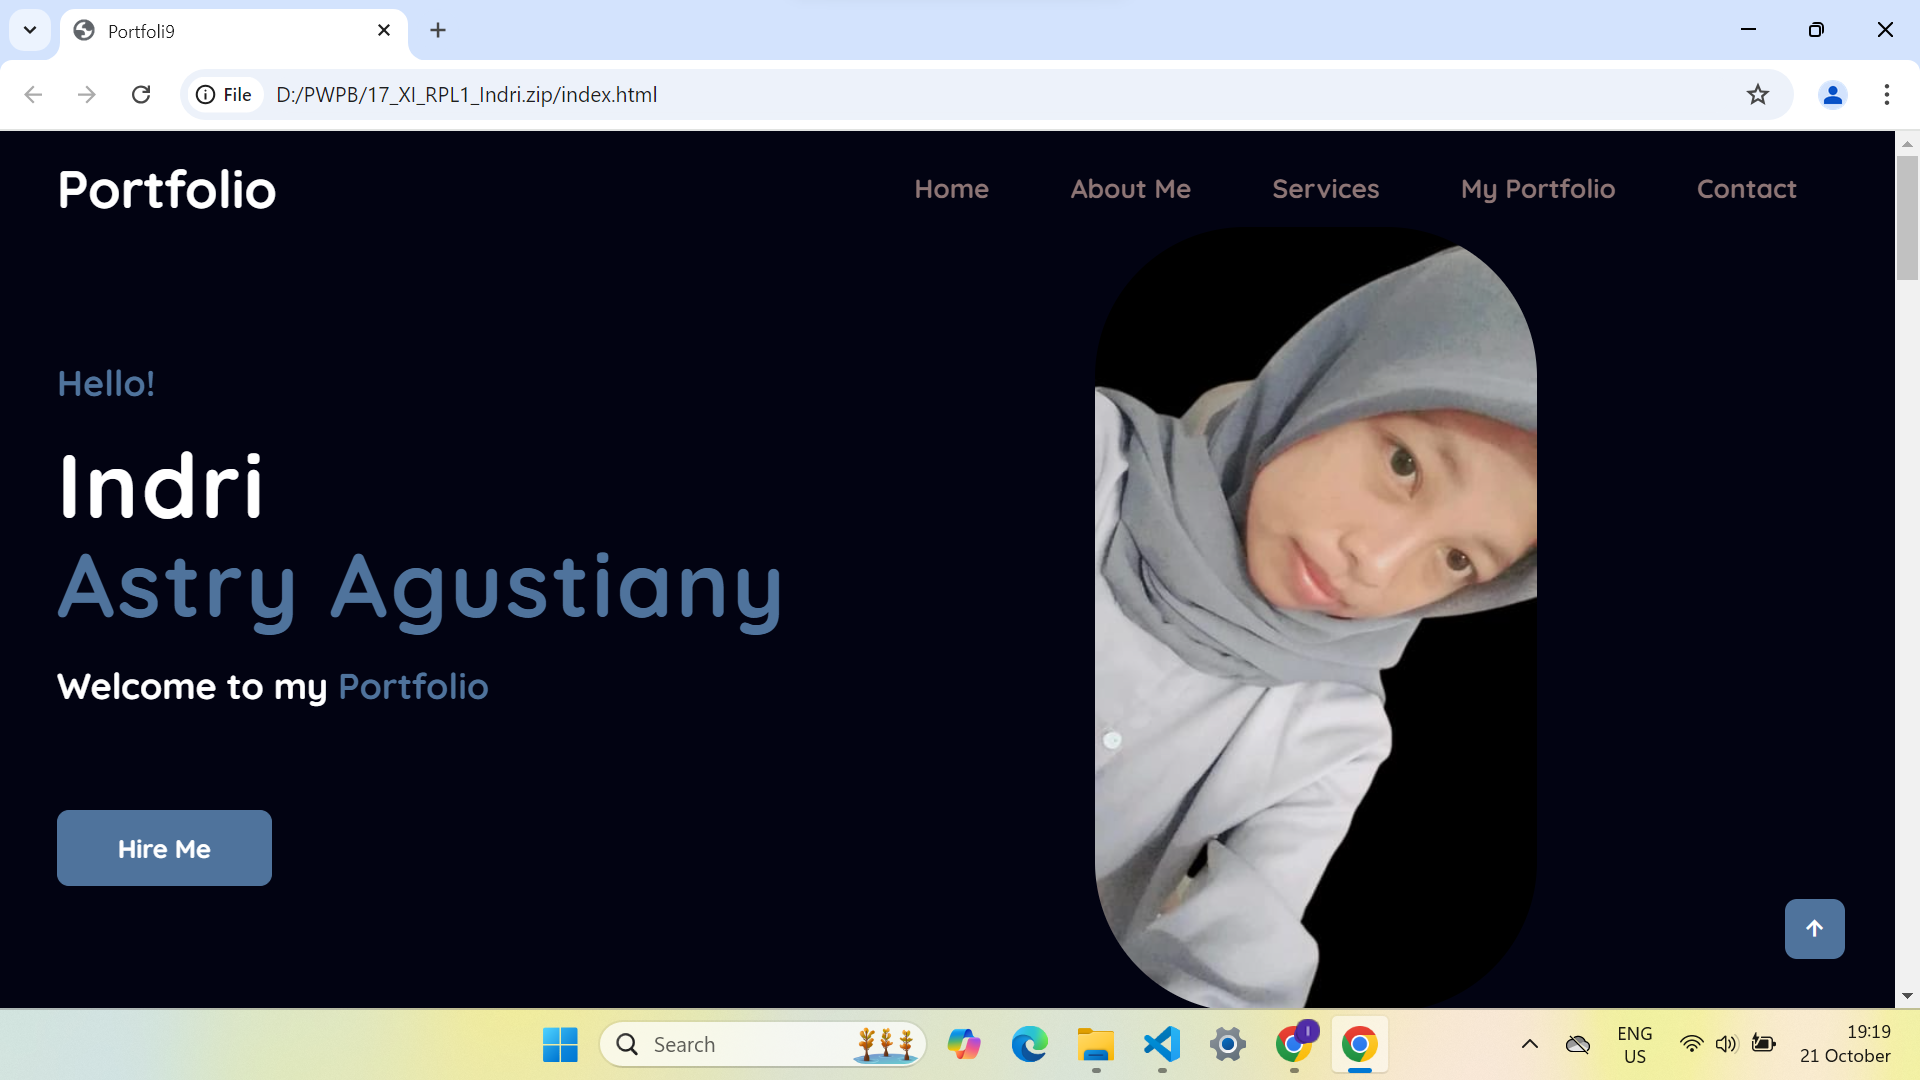 Portfoli9
File D:/PWPB/17_XI_RPL1_Indri.zip/index.html
Portfolio Home About Me Services My Portfolio Contact
Hello!
Indri
Astry Agustiany
Welcome to my Portfolio
Hire Me
Search
I
ENG
US
19:19
21 October